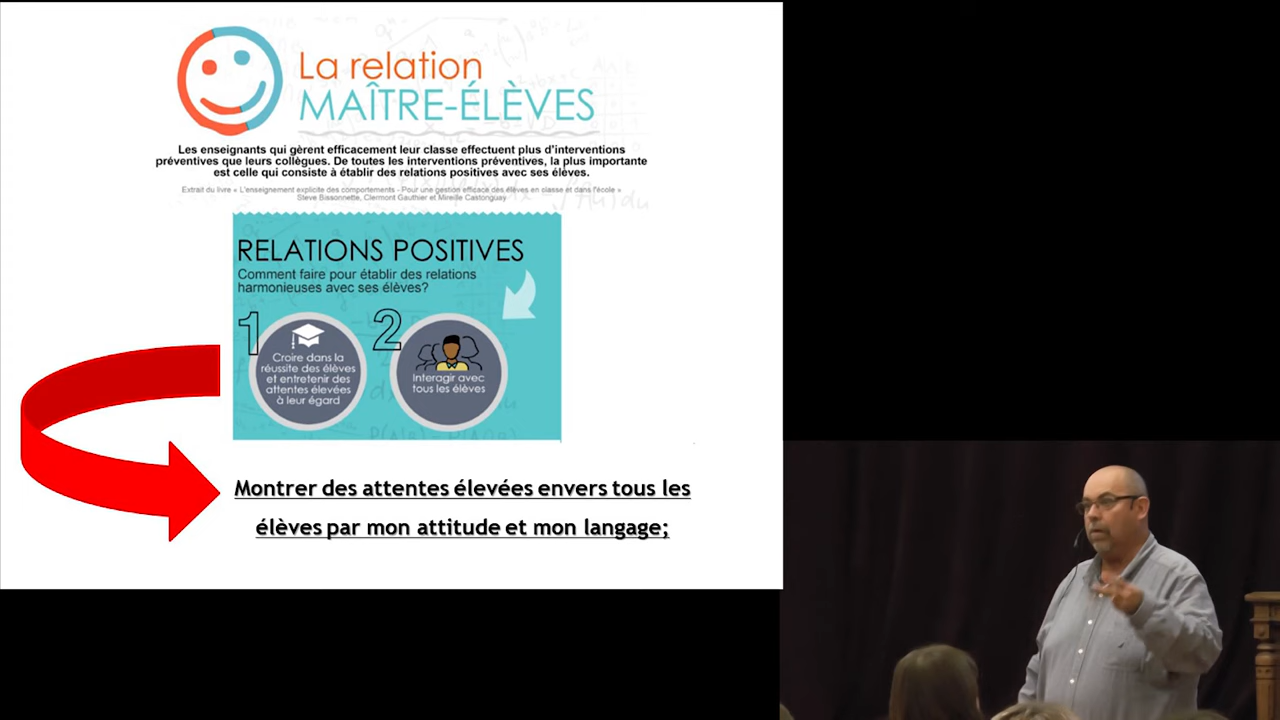 La relation
MAÎTRE-ÉLÈVES
Les enseignants qui gèrent efficacement leur classe effectuent plus d'interventions
préventives que leurs collègues. De toutes les interventions préventives, la plus importante
est celle qui consiste à établir des relations positives avec ses élèves.
Extrait du livre « L'enseignement explicite des comportements - Pour une gestion efficace des élèves en classe et dans l'école »
Steve Bissonnette, Clermont Gauthier et Mireille Castonguay
RELATIONS POSITIVES
Comment faire pour établir des relations
harmonieuses avec ses élèves?
1
Croire dans la
réussite des élèves
et entretenir des
attentes élevées
à leur égard
2
Interagir avec
tous les élèves
Montrer des attentes élevées envers tous les
élèves par mon attitude et mon langage;